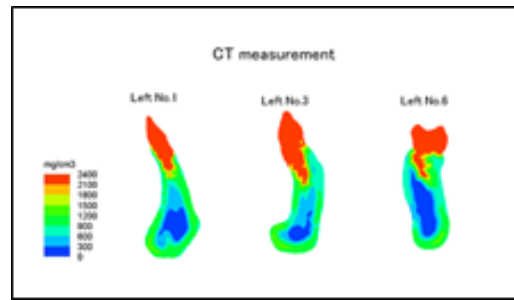 CT measurement
Left No.1
Left No.3
Left No.6
mg/cm3
2400
2100
1800
1500
1200
900
600
300
0